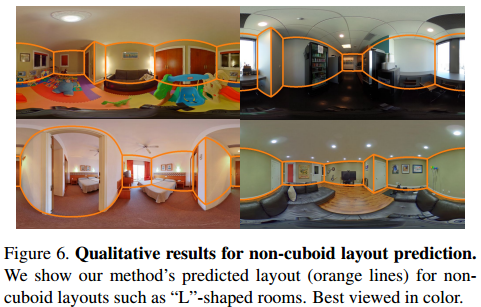 Figure 6. Qualitative results for non-cuboid layout prediction.
We show our method's predicted layout (orange lines) for non-
cuboid layouts such as “L”-shaped rooms. Best viewed in color.